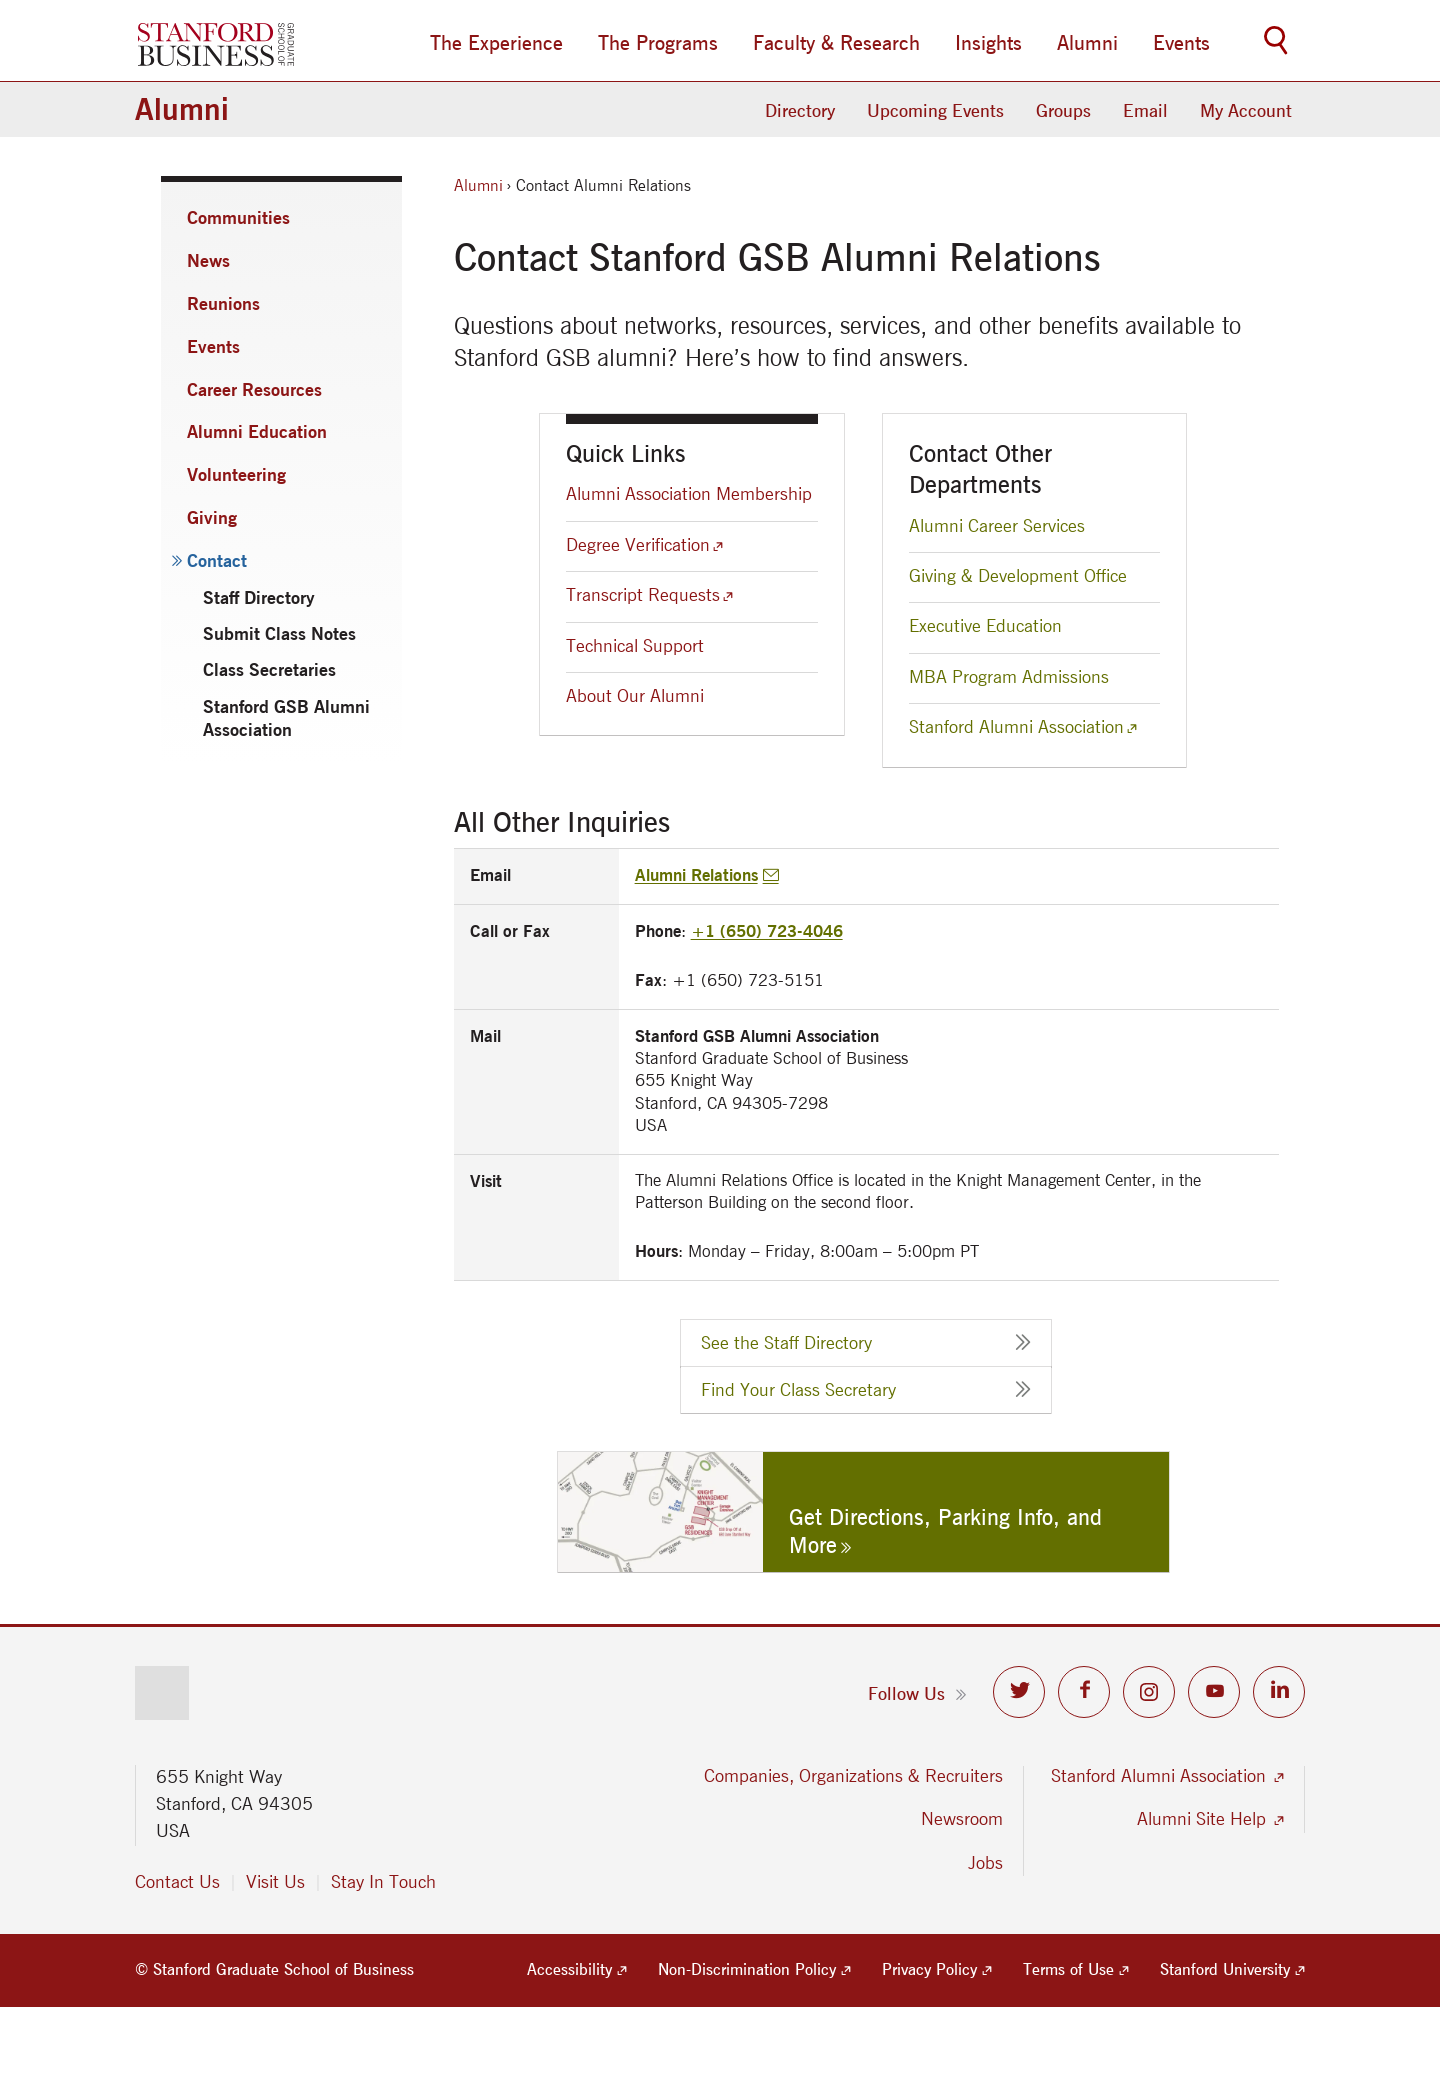 STANFORD
BUSINESS
GRADUATE
SCHOOL OF
The Experience
The Programs
Faculty & Research
Insights
Alumni
Events
Alumni
Directory
Upcoming Events
Groups
Email
My Account
Communities
News
Reunions
Events
Career Resources
Alumni Education
Volunteering
Giving
» Contact
Staff Directory
Submit Class Notes
Class Secretaries
Stanford GSB Alumni
Association
Alumni › Contact Alumni Relations
Contact Stanford GSB Alumni Relations
Questions about networks, resources, services, and other benefits available to
Stanford GSB alumni? Here’s how to find answers.
Quick Links
Alumni Association Membership
Degree Verification
Transcript Requests
Technical Support
About Our Alumni
Contact Other
Departments
Alumni Career Services
Giving & Development Office
Executive Education
MBA Program Admissions
Stanford Alumni Association
All Other Inquiries
Email
Alumni Relations
Call or Fax
Phone: +1 (650) 723-4046
Fax: +1 (650) 723-5151
Mail
Stanford GSB Alumni Association
Stanford Graduate School of Business
655 Knight Way
Stanford, CA 94305-7298
USA
Visit
The Alumni Relations Office is located in the Knight Management Center, in the
Patterson Building on the second floor.
Hours: Monday – Friday, 8:00am – 5:00pm PT
See the Staff Directory »
Find Your Class Secretary »
KNIGHT
MANAGEMENT
CENTER
GSB
RESIDENCES
Get Directions, Parking Info, and
More »
Follow Us »
655 Knight Way
Stanford, CA 94305
USA
Contact Us | Visit Us | Stay In Touch
Companies, Organizations & Recruiters
Newsroom
Jobs
Stanford Alumni Association
Alumni Site Help
© Stanford Graduate School of Business
Accessibility
Non-Discrimination Policy
Privacy Policy
Terms of Use
Stanford University